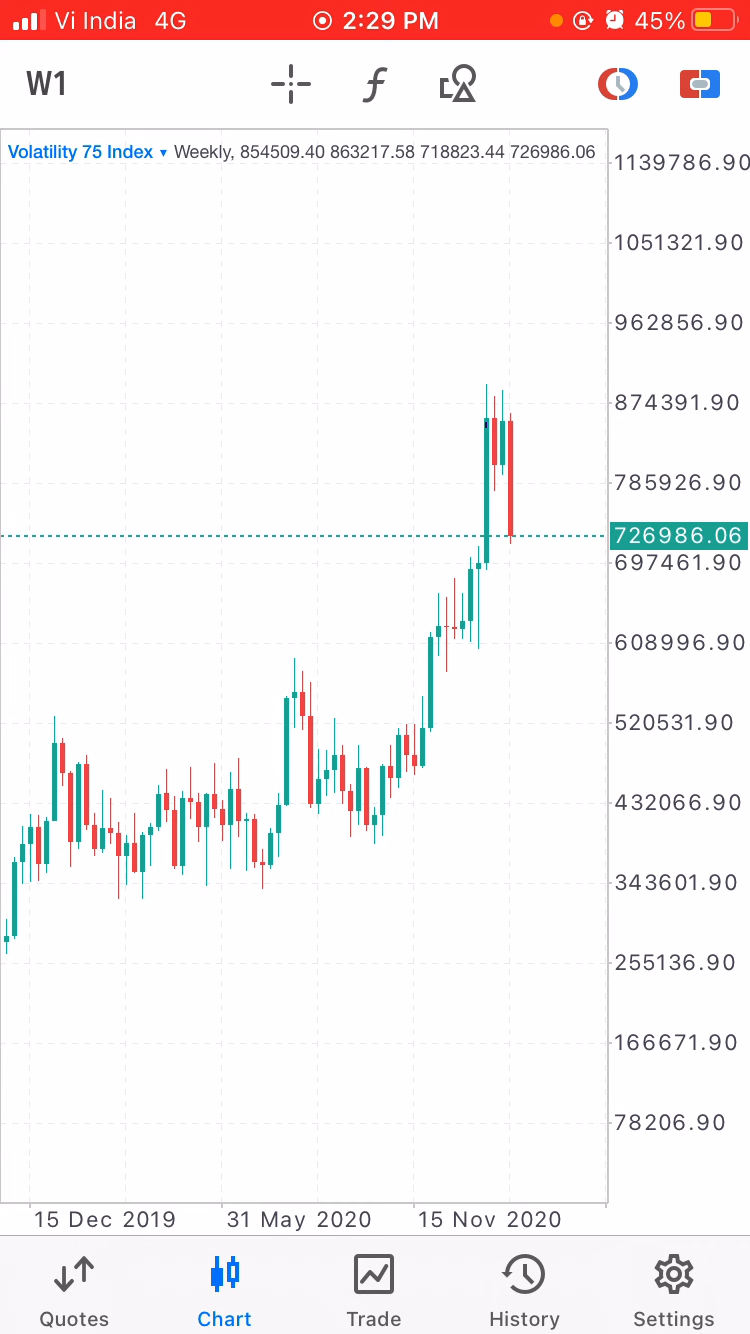 Vi India 4G 2:29 PM 45%
W1
Volatility 75 Index ▾ Weekly, 854509.40 863217.58 718823.44 726986.06
1139786.90
1051321.90
962856.90
874391.90
785926.90
726986.06
697461.90
608996.90
520531.90
432066.90
343601.90
255136.90
166671.90
78206.90
15 Dec 2019 31 May 2020 15 Nov 2020
Quotes Chart Trade History Settings